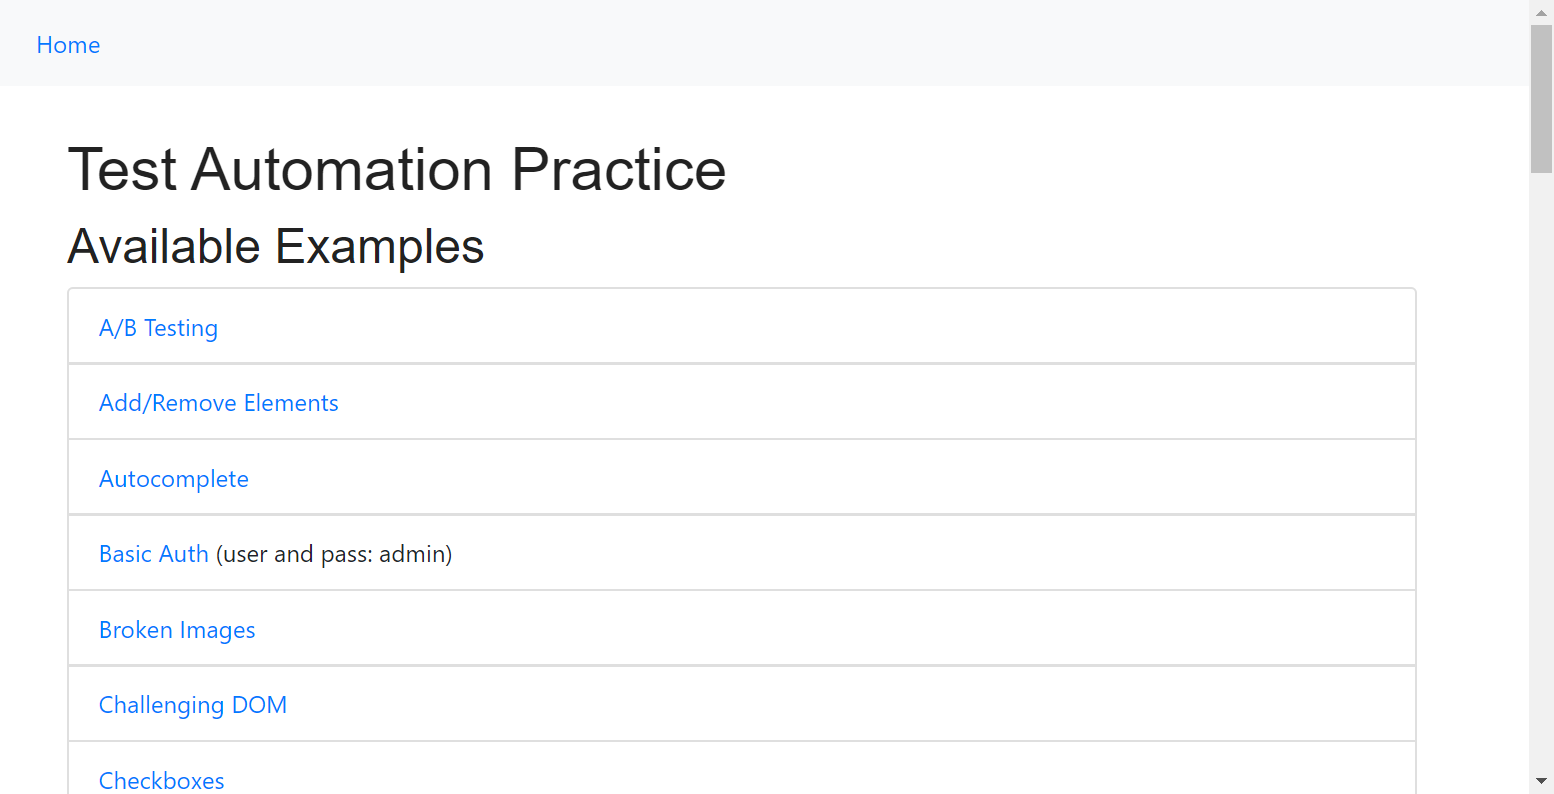 Home
Test Automation Practice
Available Examples
A/B Testing
Add/Remove Elements
Autocomplete
Basic Auth (user and pass: admin)
Broken Images
Challenging DOM
Checkboxes